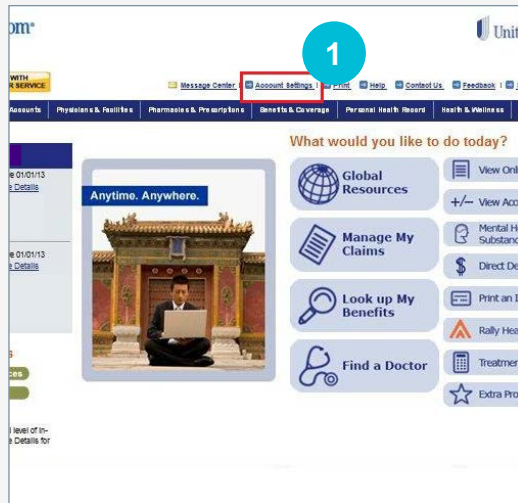 om®
Unit
1
WITH
R SERVICE
Message Center | Account Settings | Print Help Contact Us Feedback |
Accounts Physicians & Facilities Pharmacies & Prescriptions Benefits & Coverage Personal Health Record Health & Wellness
What would you like to do today?
e 01/01/13
e Details
e 01/01/13
e Details
S
ces
l level of in-
e Details for
Anytime. Anywhere.
Global
Resources
Manage My
Claims
Look up My
Benefits
Find a Doctor
View Onl
+/- View Acc
Mental H
Substanc
$ Direct De
Print an I
Rally Hea
Treatmen
Extra Pro